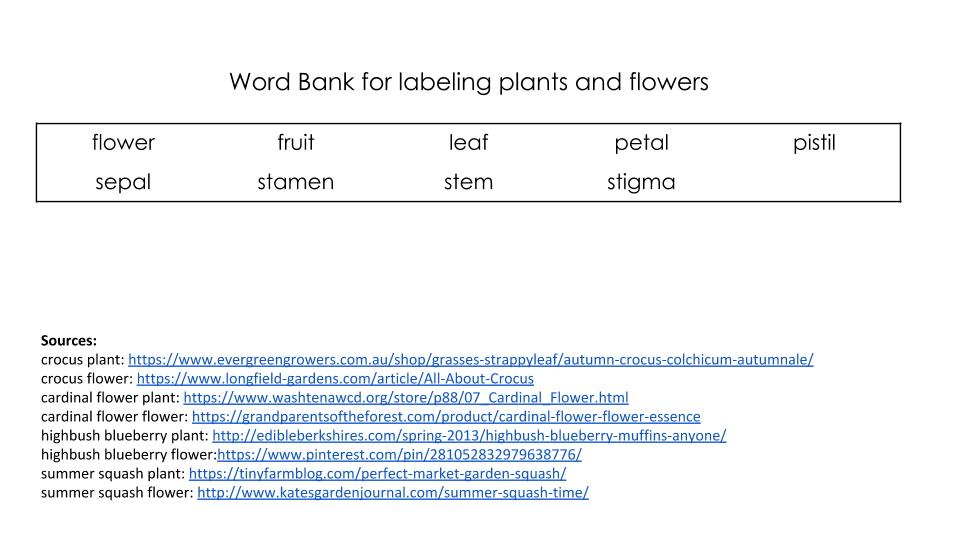 Word Bank for labeling plants and flowers
flower fruit leaf petal pistil
sepal stamen stem stigma
Sources:
crocus plant: https://www.evergreengrowers.com.au/shop/grasses-strappyleaf/autumn-crocus-colchicum-autumnale/
crocus flower: https://www.longfield-gardens.com/article/All-About-Crocus
cardinal flower plant: https://www.washtenawcd.org/store/p88/07_Cardinal_Flower.html
cardinal flower flower: https://grandparentsoftheforest.com/product/cardinal-flower-flower-essence
highbush blueberry plant: http://edibleberkshires.com/spring-2013/highbush-blueberry-muffins-anyone/
highbush blueberry flower:https://www.pinterest.com/pin/281052832979638776/
summer squash plant: https://tinyfarmblog.com/perfect-market-garden-squash/
summer squash flower: http://www.katesgardenjournal.com/summer-squash-time/